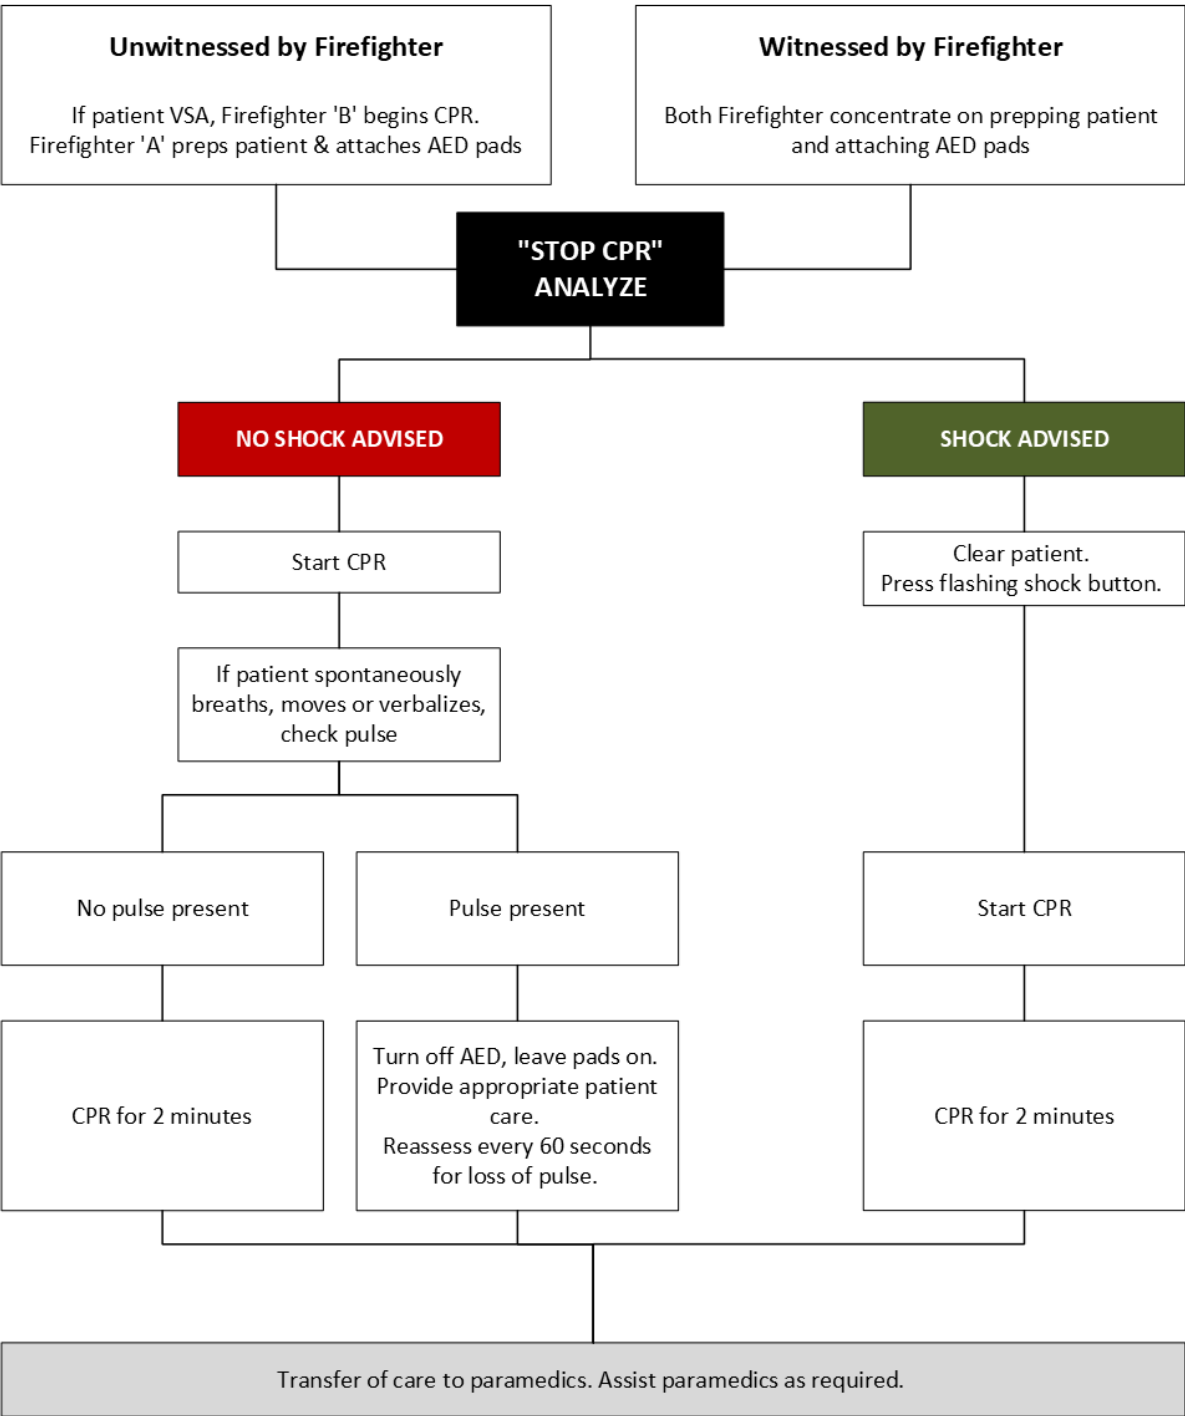 Unwitnessed by Firefighter
If patient VSA, Firefighter 'B' begins CPR.
Firefighter 'A' preps patient & attaches AED pads
Witnessed by Firefighter
Both Firefighter concentrate on prepping patient
and attaching AED pads
"STOP CPR"
ANALYZE
NO SHOCK ADVISED
SHOCK ADVISED
Start CPR
Clear patient.
Press flashing shock button.
If patient spontaneously
breaths, moves or verbalizes,
check pulse
No pulse present
Pulse present
Start CPR
CPR for 2 minutes
Turn off AED, leave pads on.
Provide appropriate patient
care.
Reassess every 60 seconds
for loss of pulse.
CPR for 2 minutes
Transfer of care to paramedics. Assist paramedics as required.